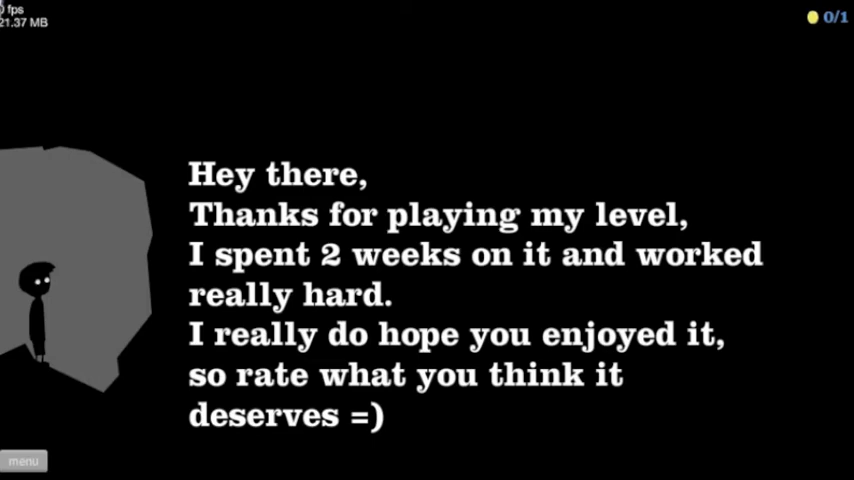 fps
21.37 MB
0/1
Hey there,
Thanks for playing my level,
I spent 2 weeks on it and worked
really hard.
I really do hope you enjoyed it,
so rate what you think it
deserves =)
menu